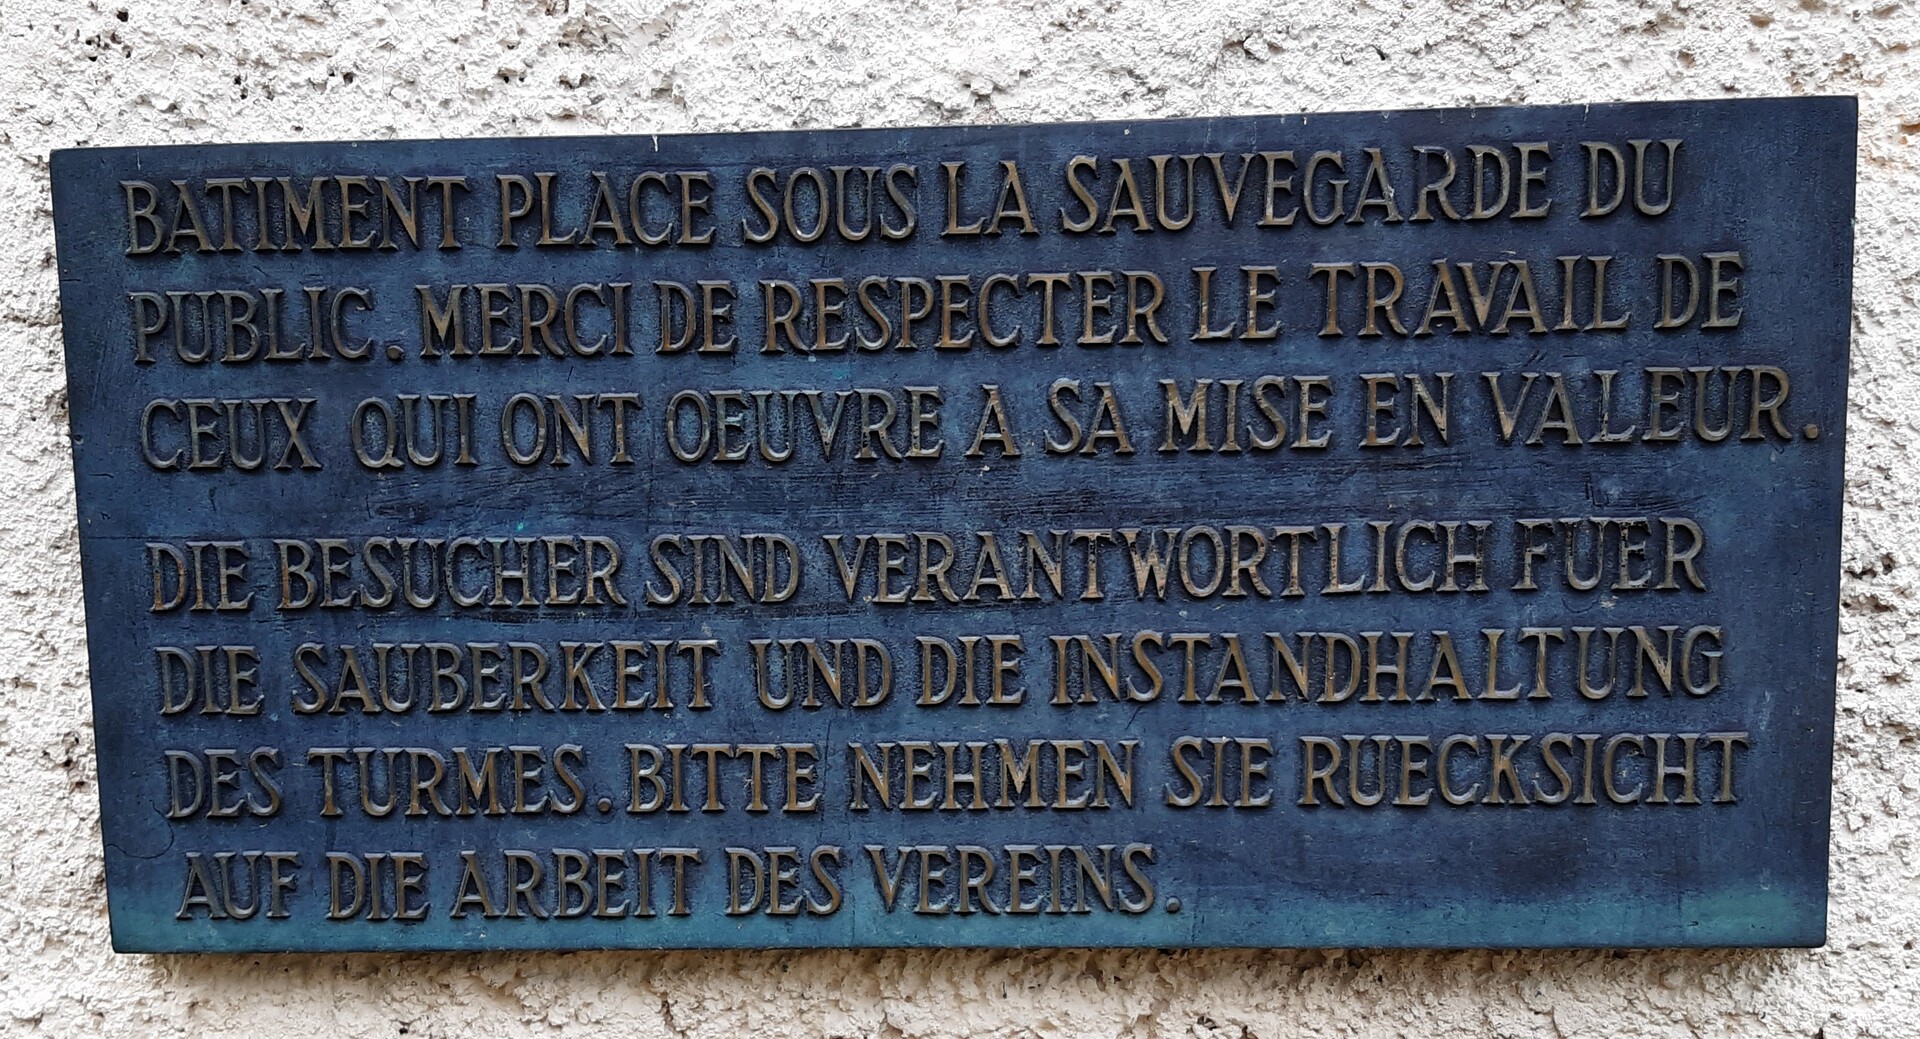 BATIMENT PLACE SOUS LA SAUVEGARDE DU
PUBLIC. MERCI DE RESPECTER LE TRAVAIL DE
CEUX QUI ONT OEUVRE A SA MISE EN VALEUR.
DIE BESUCHER SIND VERANTWORTLICH FUER
DIE SAUBERKEIT UND DIE INSTANDHALTUNG
DES TURMES. BITTE NEHMEN SIE RUECKSICHT
AUF DIE ARBEIT DES VEREINS.